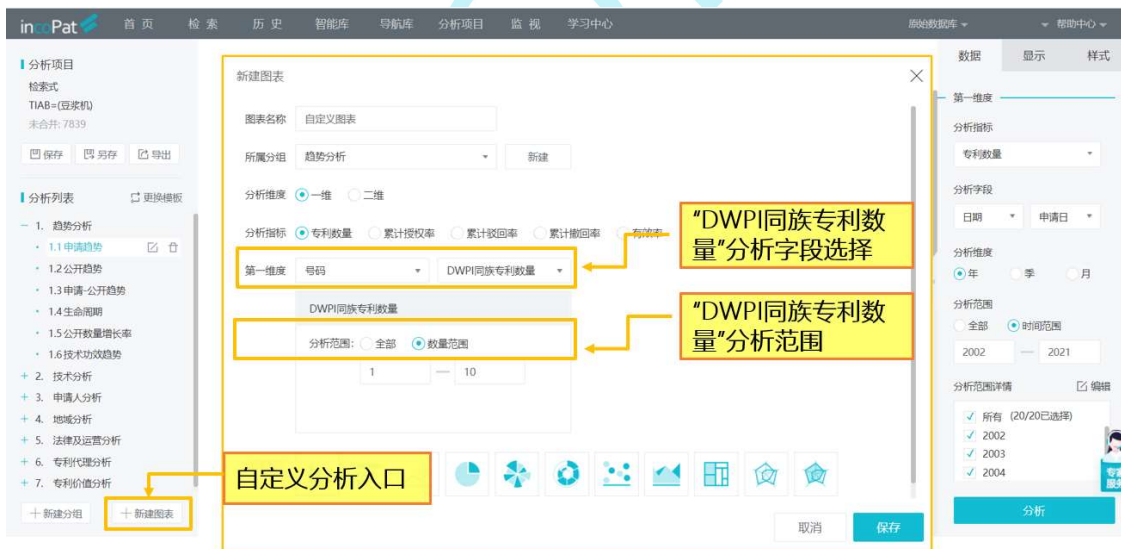 incoPat 首页 检索 历史 智能库 导航库 分析项目 监视 学习中心 原始数据库 帮助中心
分析项目
检索式
TIAB=(豆浆机)
未合并: 7839
保存 另存 导出
分析列表 更换模板
1. 趋势分析
1.1申请趋势
1.2公开趋势
1.3申请-公开趋势
1.4生命周期
1.5公开数量增长率
1.6技术功效趋势
+ 2. 技术分析
+ 3. 申请人分析
+ 4. 地域分析
+ 5. 法律及运营分析
+ 6. 专利代理分析
+ 7. 专利价值分析
+新建分组 +新建图表
新建图表
图表名称 自定义图表
所属分组 趋势分析 新建
分析维度 一维 二维
分析指标 专利数量 累计授权率 累计驳回率 累计撤回率 有效率
第一维度 号码 DWPI同族专利数量
DWPI同族专利数量
分析范围: 全部 数量范围
1 — 10
取消 保存
“DWPI同族专利数
量”分析字段选择
“DWPI同族专利数
量”分析范围
自定义分析入口
数据 显示 样式
第一维度
分析指标
专利数量
分析字段
日期 申请日
分析维度
年 季 月
分析范围
全部 时间范围
2002 — 2021
分析范围详情 编辑
所有 (20/20已选择)
2002
2003
2004
分析